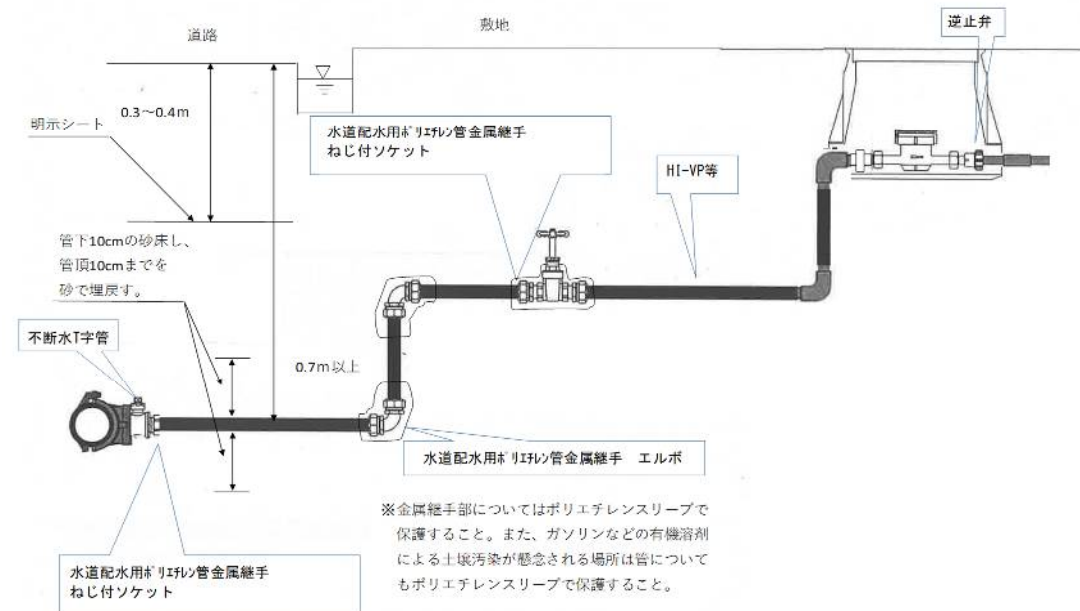 道路
敷地
逆止弁
0.3～0.4m
明示シート
水道配水用ﾎﾟﾘｴﾁﾚﾝ管金属継手
ねじ付ソケット
HI-VP等
管下10cmの砂床し、
管頂10cmまでを
砂で埋戻す。
不断水T字管
0.7m以上
水道配水用ﾎﾟﾘｴﾁﾚﾝ管金属継手　エルボ
※金属継手部についてはポリエチレンスリーブで
保護すること。また、ガソリンなどの有機溶剤
による土壌汚染が懸念される場所は管について
もポリエチレンスリーブで保護すること。
水道配水用ﾎﾟﾘｴﾁﾚﾝ管金属継手
ねじ付ソケット